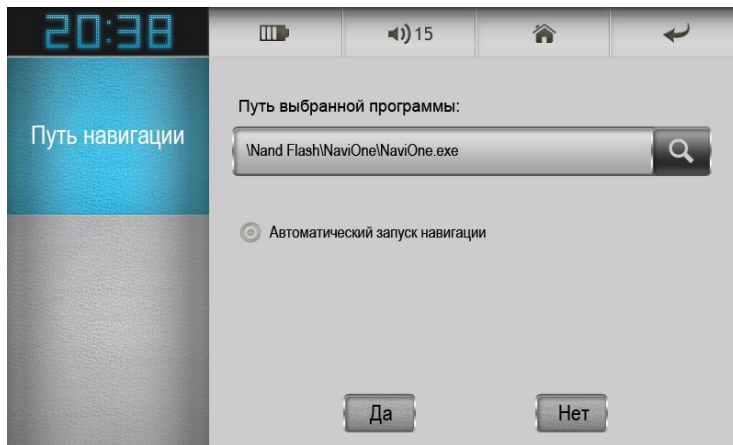 20:38
15
Путь навигации
Путь выбранной программы:
\Nand Flash\NaviOne\NaviOne.exe
Автоматический запуск навигации
Да
Нет